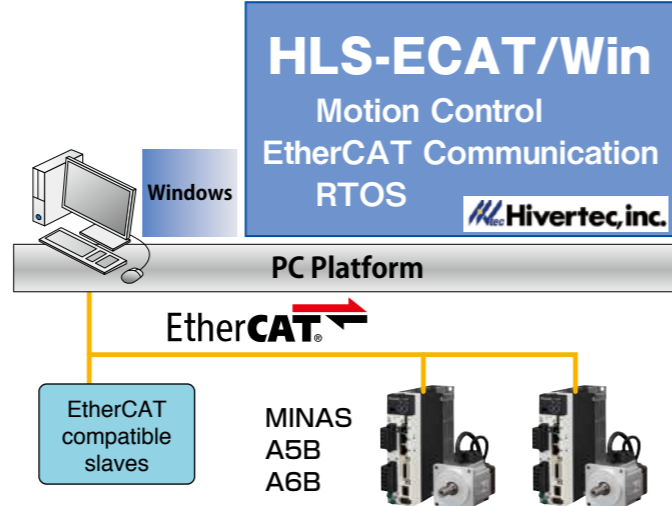 HLS-ECAT/Win
Motion Control
EtherCAT Communication
RTOS
Windows
tec Hivertec, inc.
PC Platform
EtherCAT®
EtherCAT
compatible
slaves
MINAS
A5B
A6B